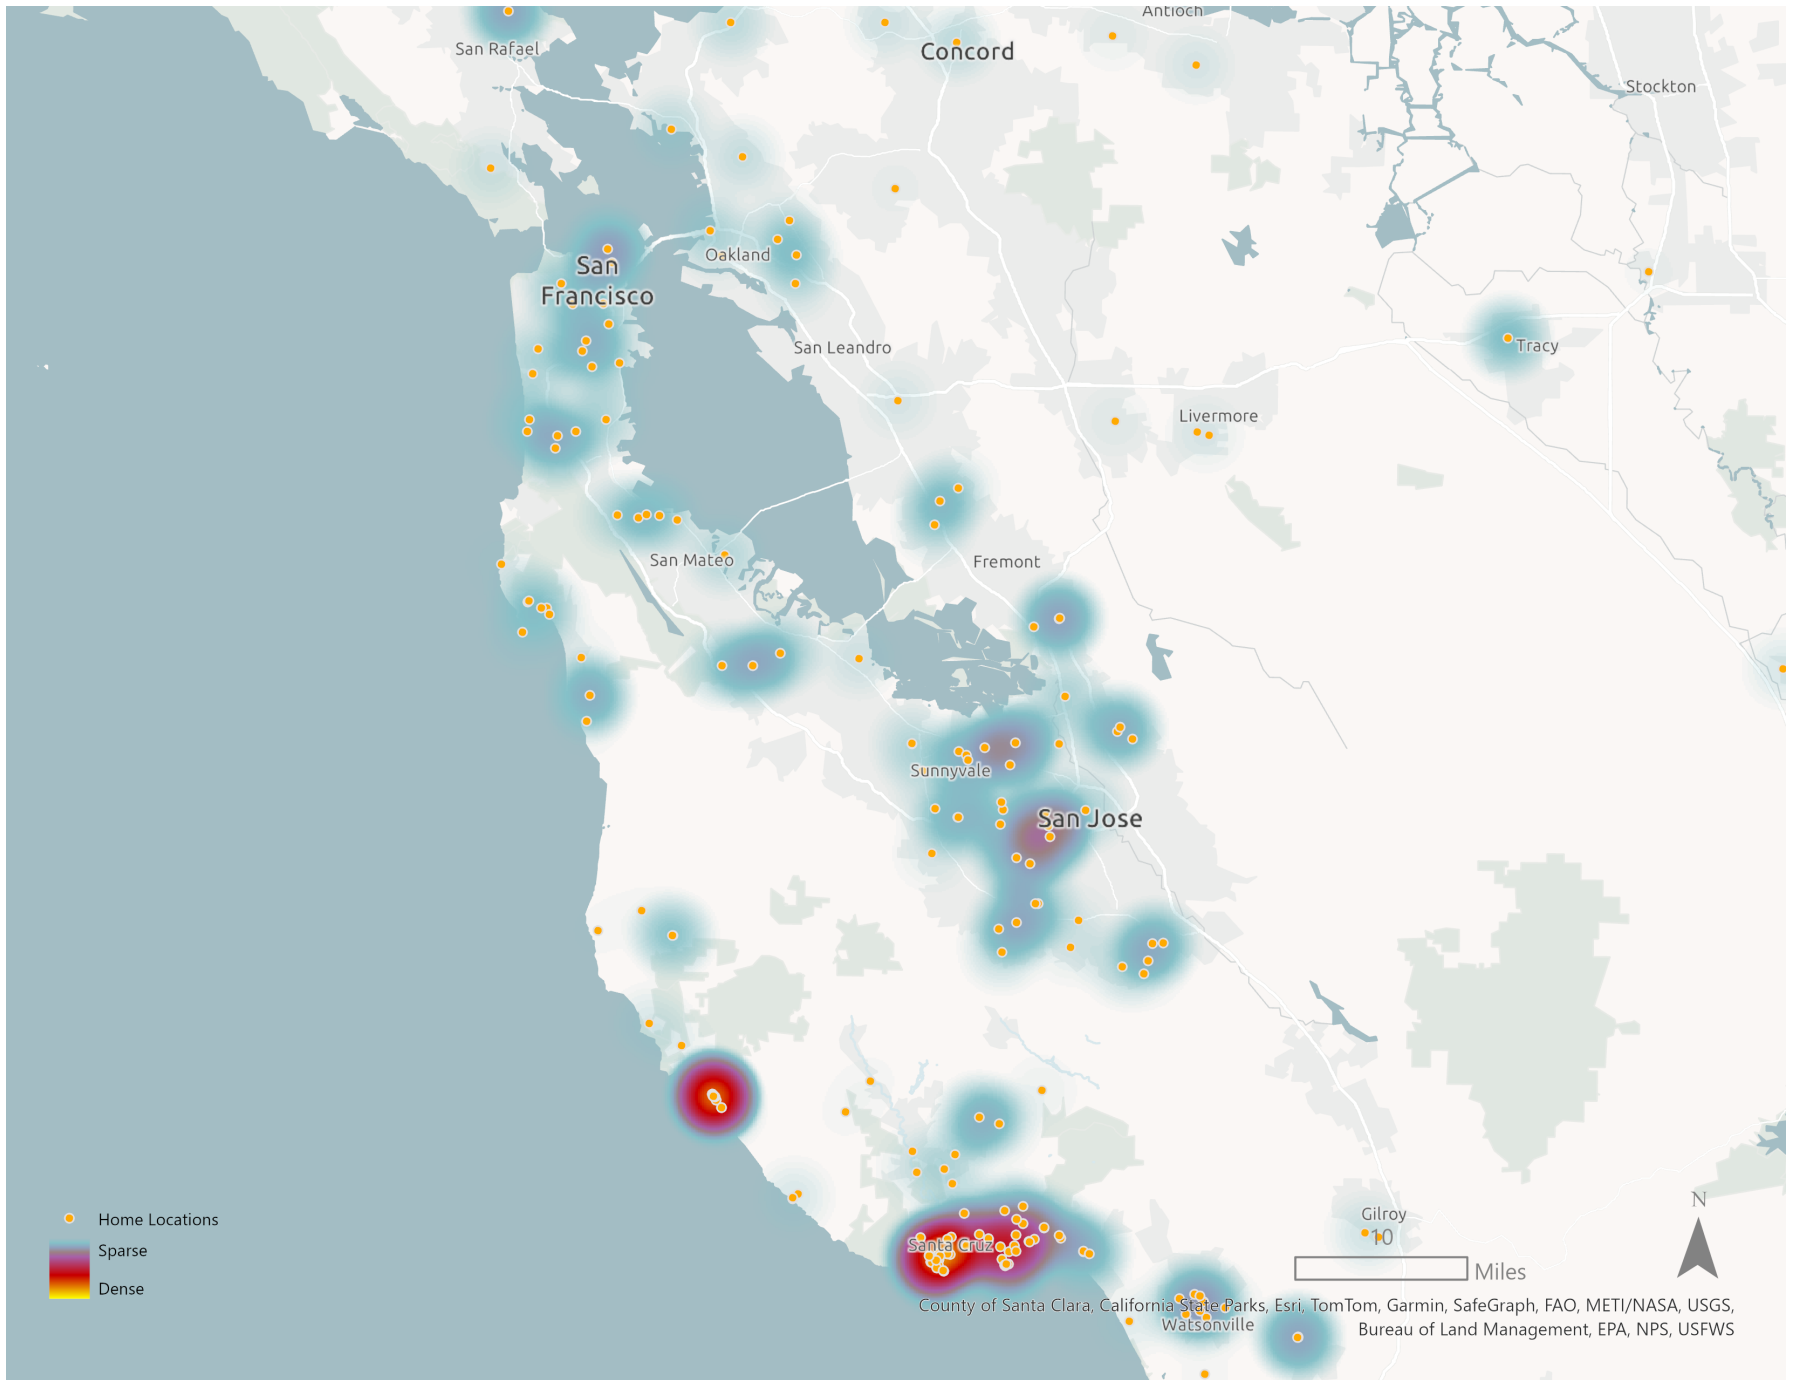 Antioch
San Rafael
Concord
Stockton
San
Francisco
Oakland
San Leandro
Tracy
Livermore
San Mateo
Fremont
Sunnyvale
San Jose
Santa Cruz
Gilroy
Watsonville
Home Locations
Sparse
Dense
N
10
Miles
County of Santa Clara, California State Parks, Esri, TomTom, Garmin, SafeGraph, FAO, METI/NASA, USGS,
Bureau of Land Management, EPA, NPS, USFWS